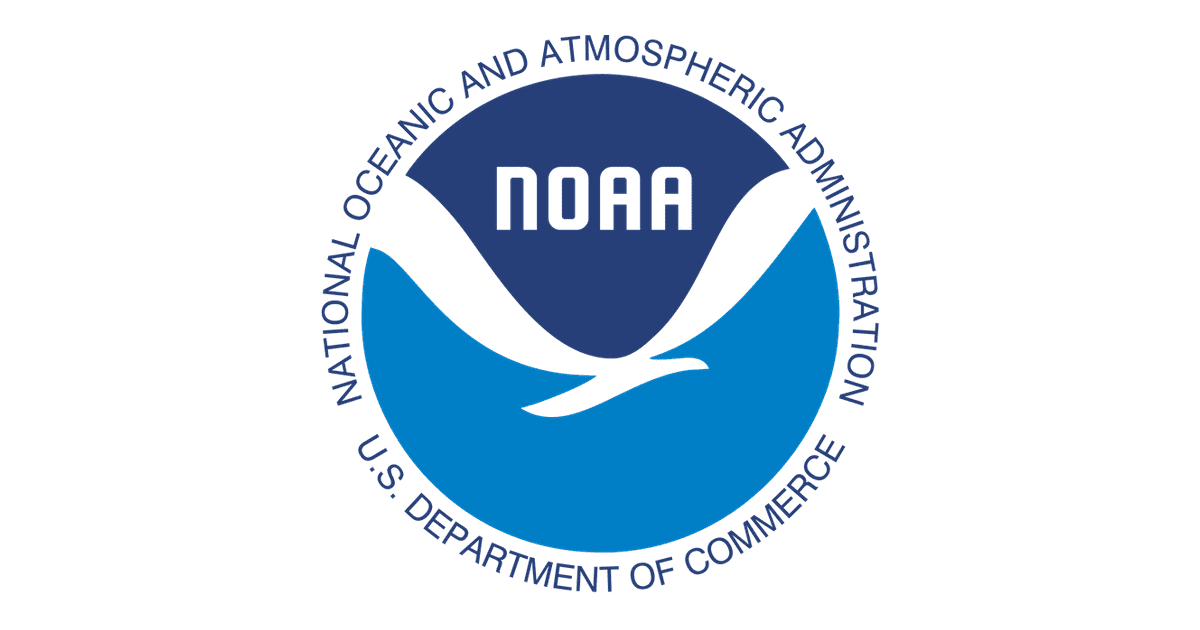 NATIONAL OCEANIC AND ATMOSPHERIC ADMINISTRATION
NOAA
U.S. DEPARTMENT OF COMMERCE